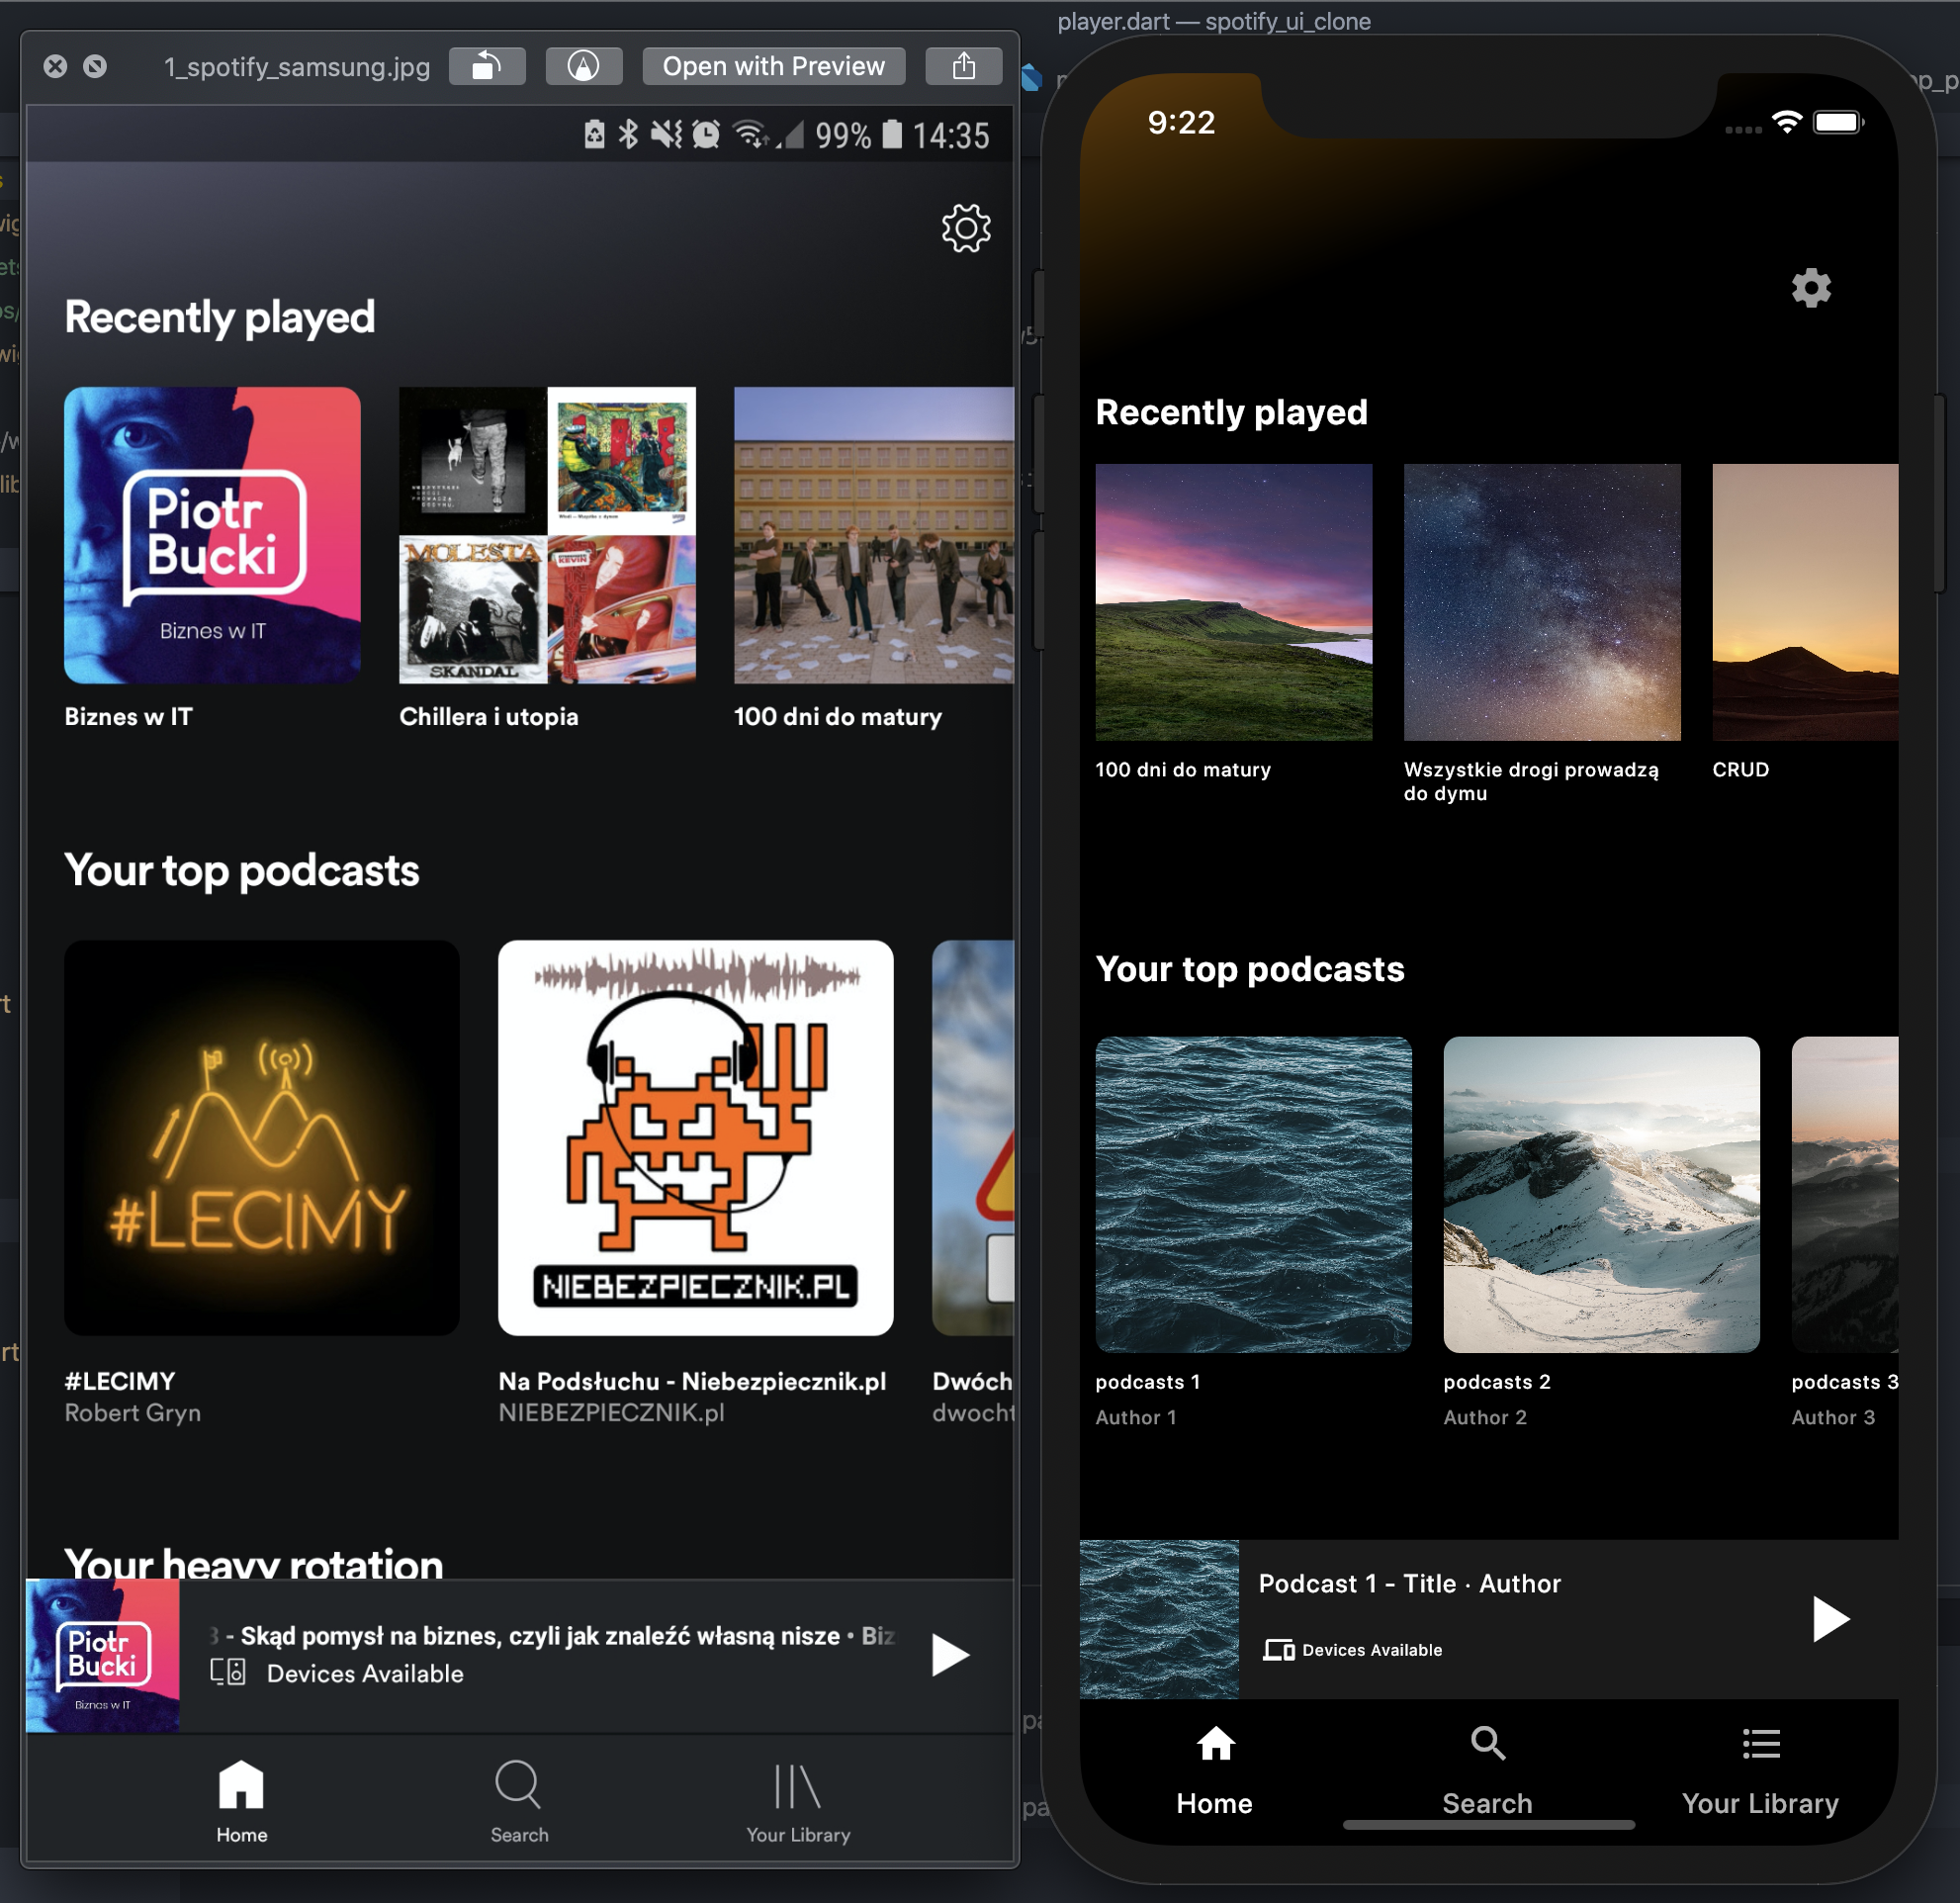 player.dart — spotify_ui_clone
1_spotify_samsung.jpg
Open with Preview
99%
14:35
Recently played
Piotr
Bucki
Biznes w IT
MOLESTA
SKANDAL
KEVIN
Biznes w IT
Chillera i utopia
100 dni do matury
Your top podcasts
#LECIMY
NIEBEZPIECZNIK.PL
#LECIMY
Na Podsłuchu - Niebezpiecznik.pl
Dwóch
Robert Gryn
NIEBEZPIECZNIK.pl
dwocht
Your heavy rotation
Piotr
Bucki
Biznes w IT
3 - Skąd pomysł na biznes, czyli jak znaleźć własną nisze • Biz
Devices Available
Home
Search
Your Library
9:22
Recently played
100 dni do matury
Wszystkie drogi prowadzą
do dymu
CRUD
Your top podcasts
podcasts 1
podcasts 2
podcasts 3
Author 1
Author 2
Author 3
Podcast 1 - Title · Author
Devices Available
Home
Search
Your Library